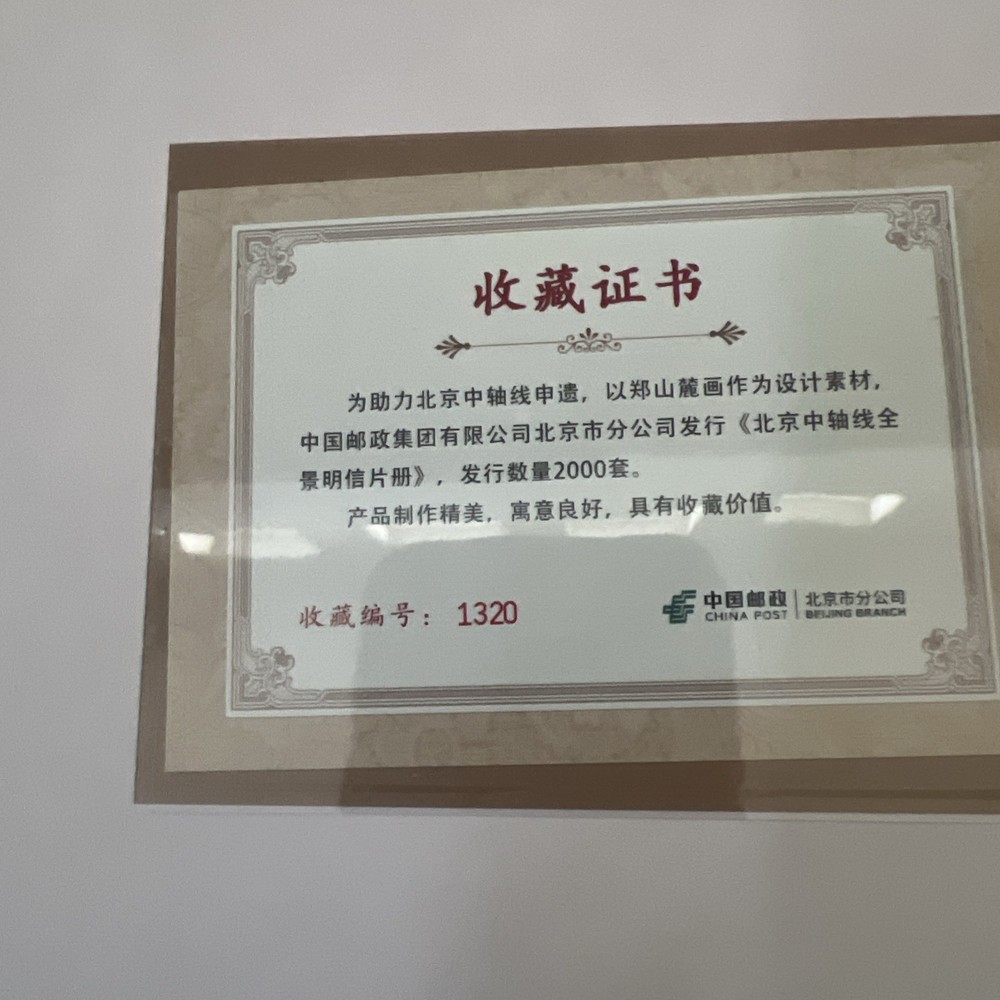 收藏证书
为助力北京中轴线申遗，以郑山麓画作为设计素材，
中国邮政集团有限公司北京市分公司发行《北京中轴线全
景明信片册》，发行数量2000套。
产品制作精美，寓意良好，具有收藏价值。
收藏编号：1320
中国邮政 北京市分公司
CHINA POST BEIJING BRANCH